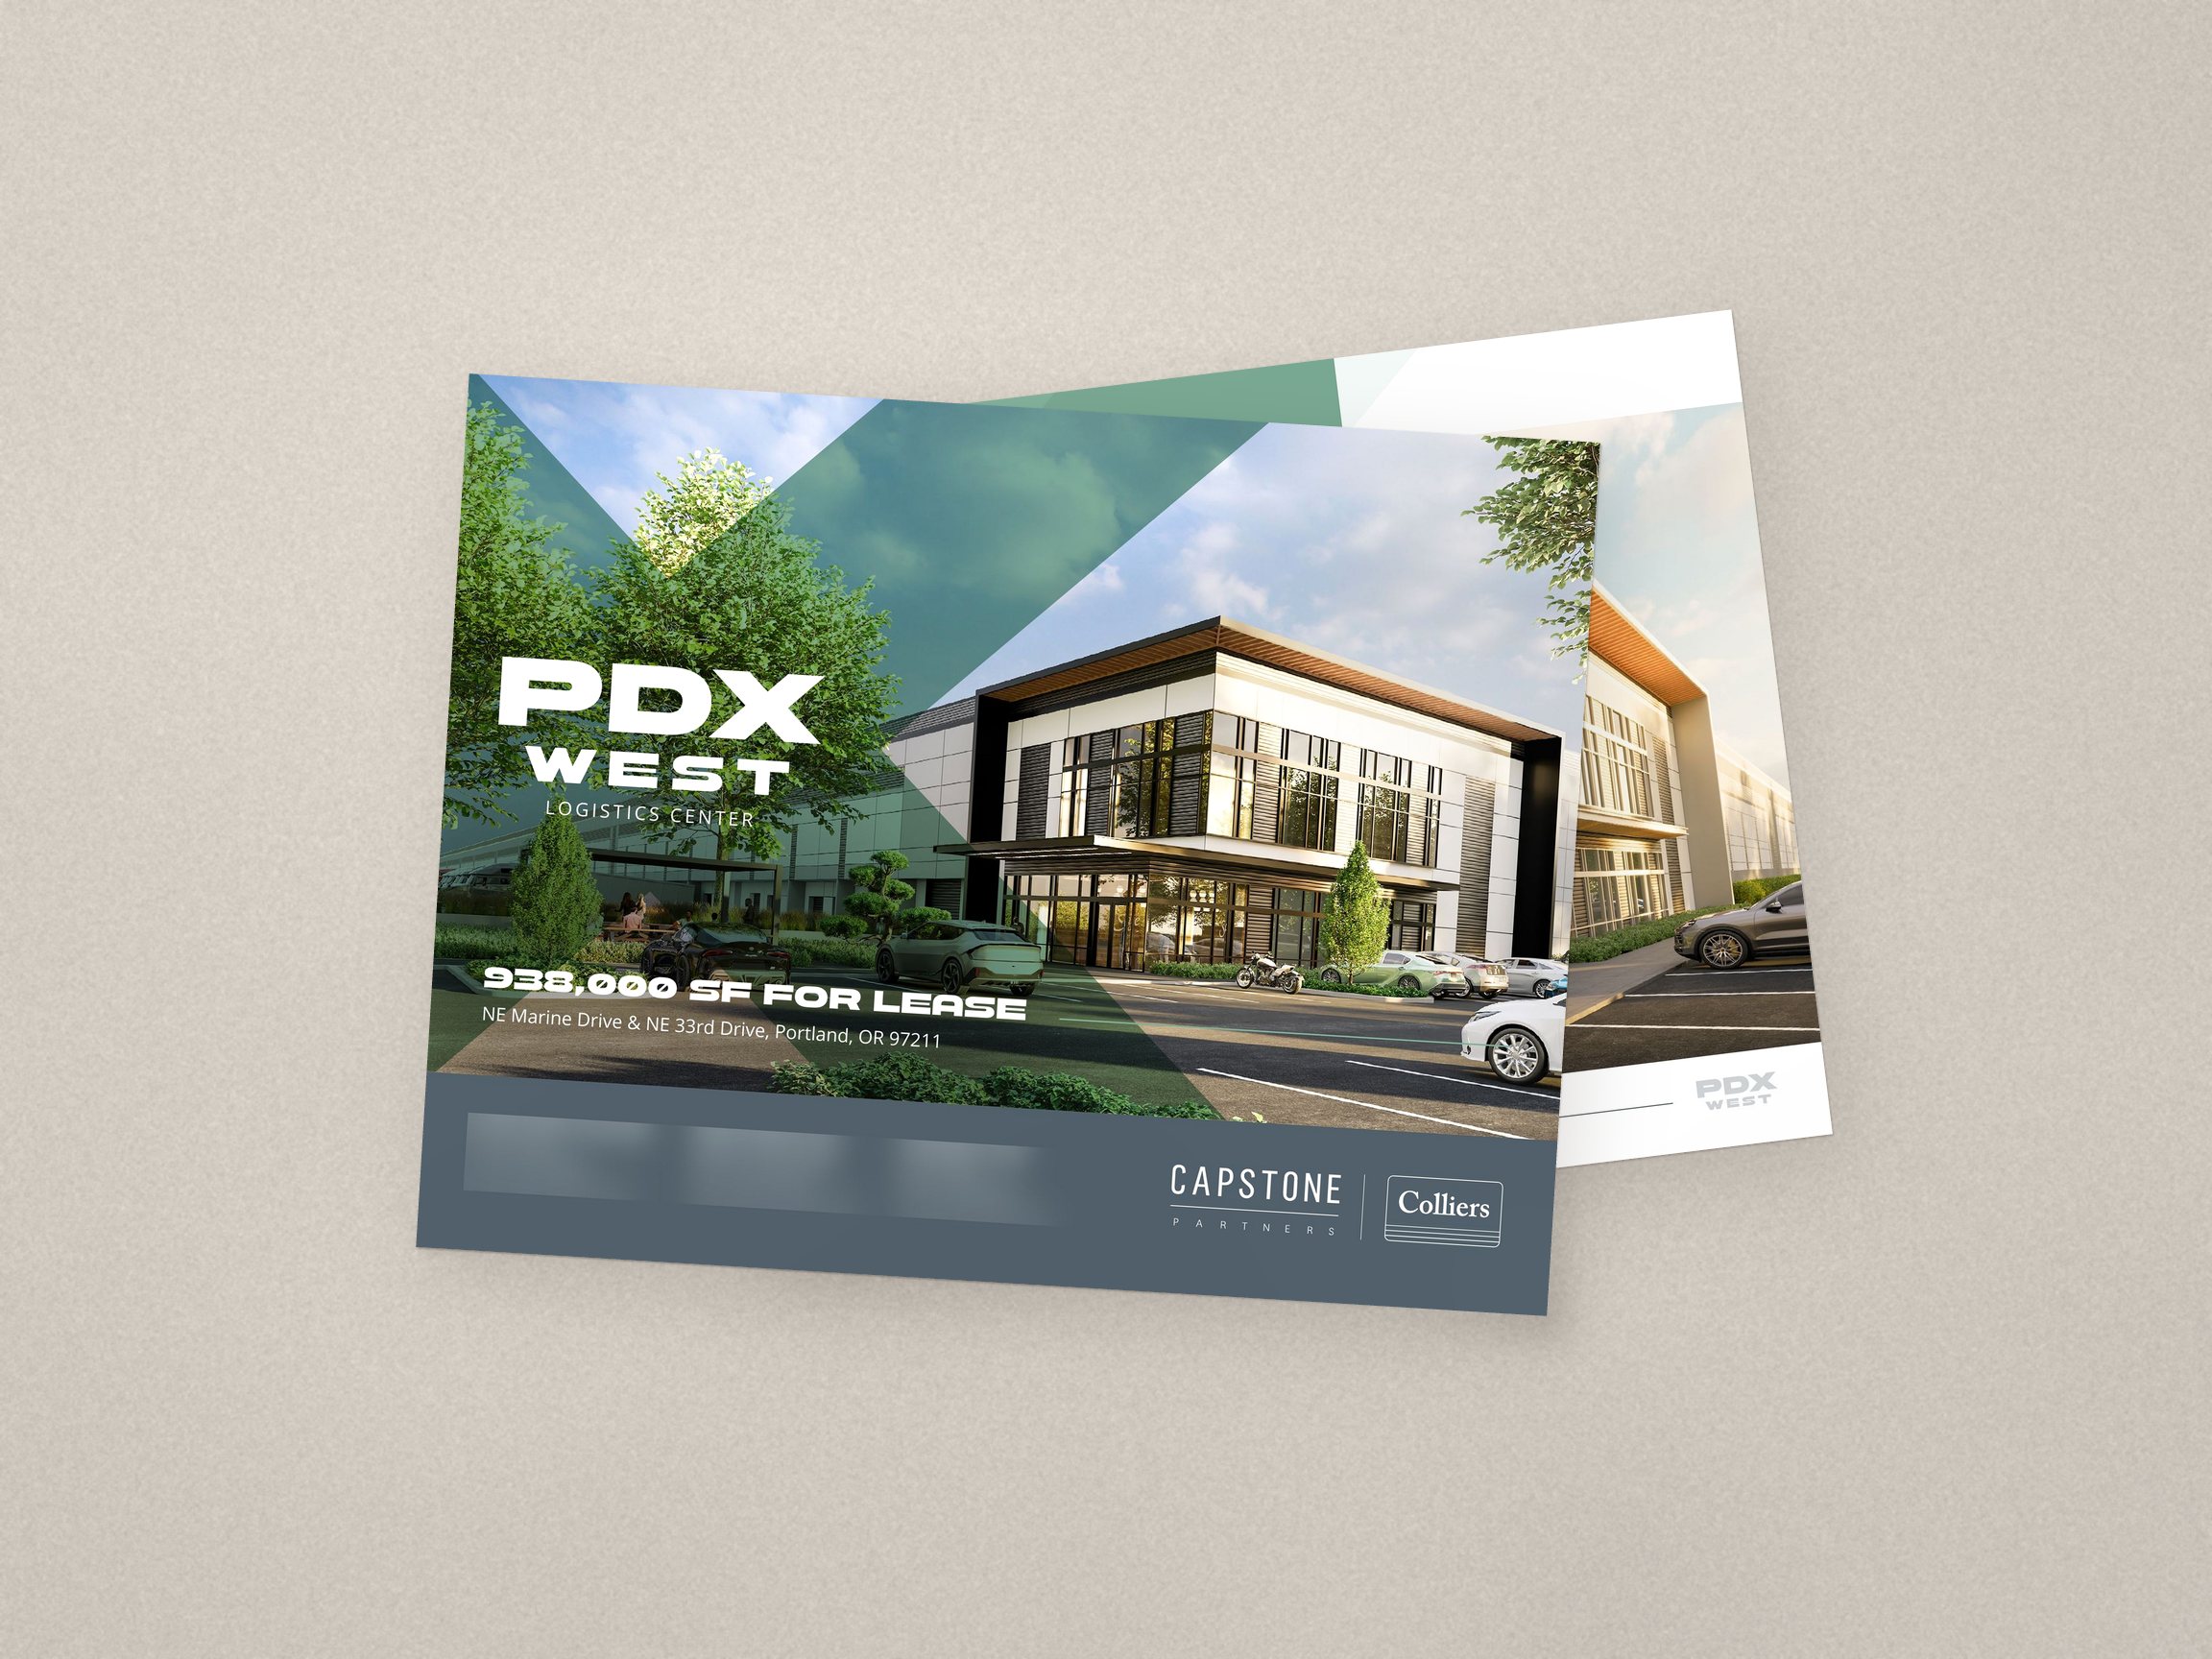 PDX
WEST
LOGISTICS CENTER
938,000 SF FOR LEASE
NE Marine Drive & NE 33rd Drive, Portland, OR 97211
CAPSTONE
PARTNERS
Colliers
PDX
WEST